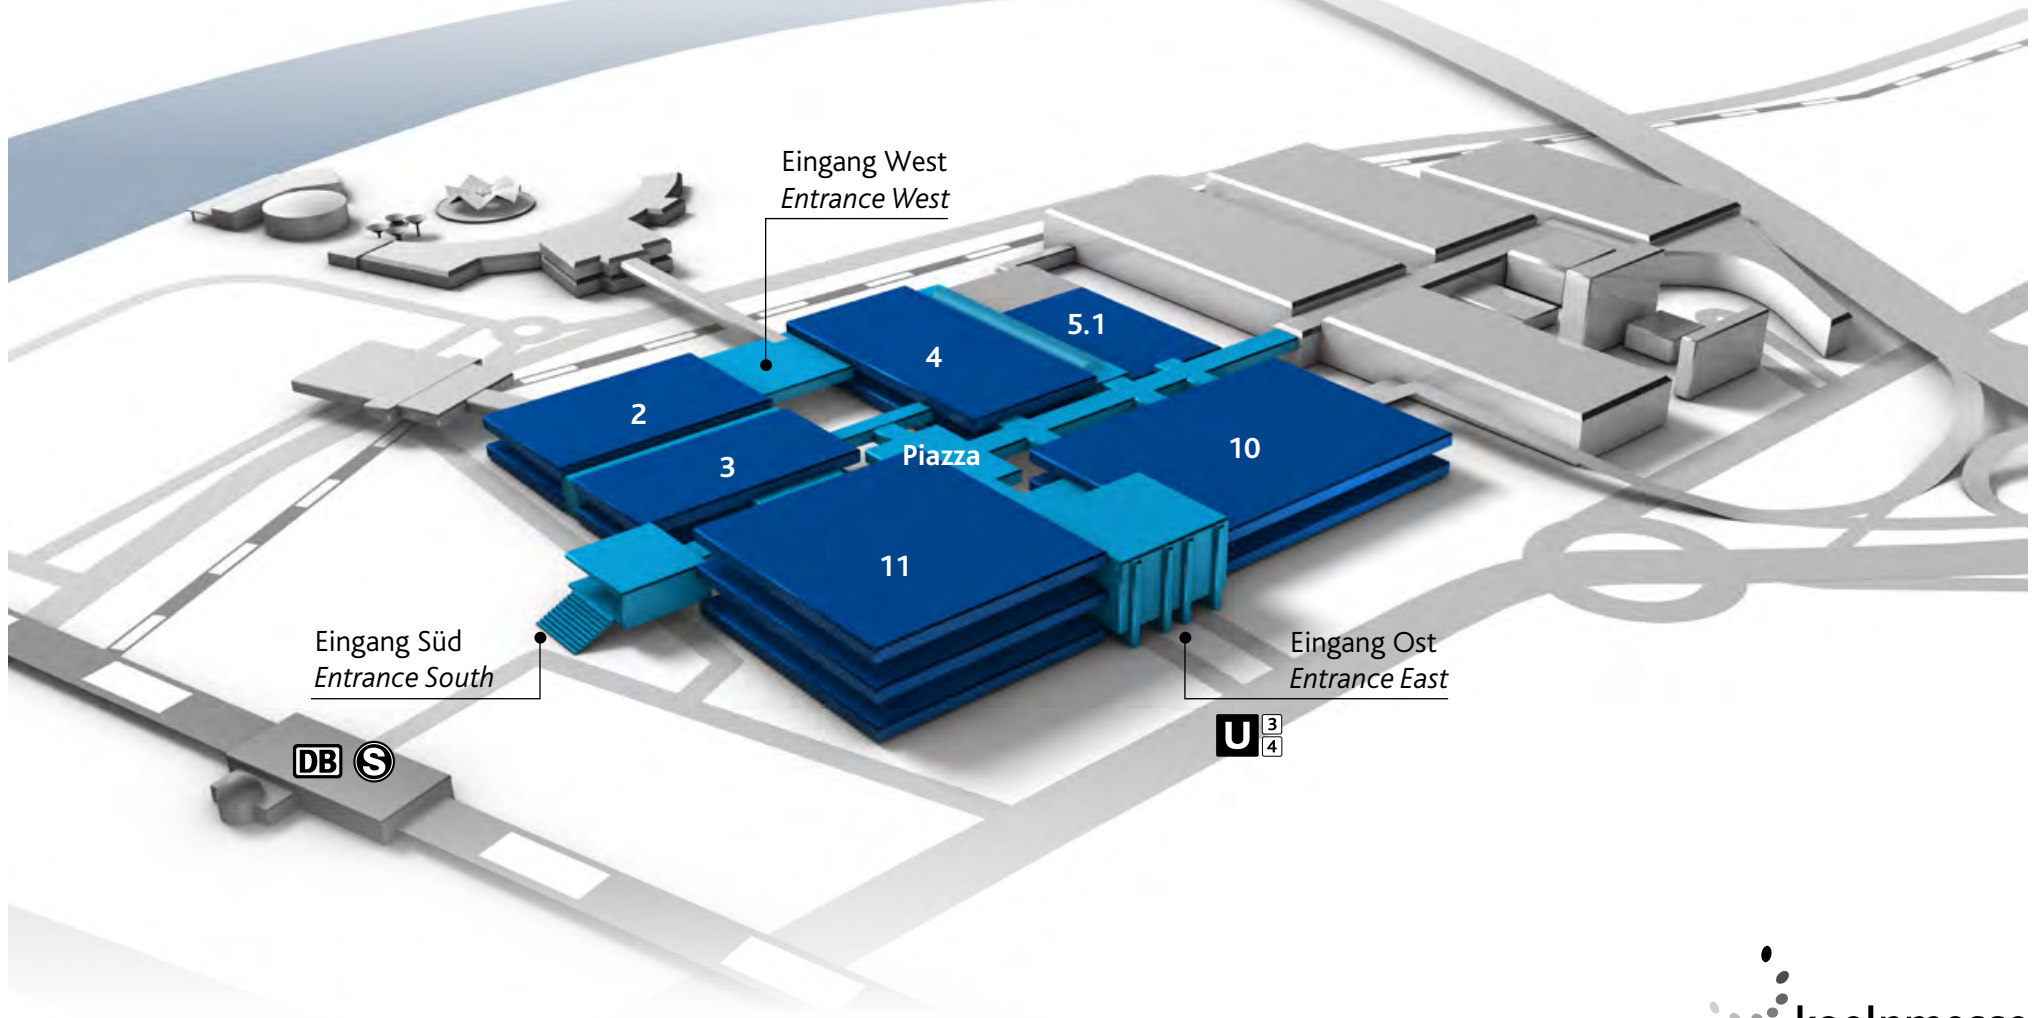 Eingang West
Entrance West
5.1
4
2
3
Piazza
10
11
Eingang Süd
Entrance South
Eingang Ost
Entrance East
U 3
4
DB S